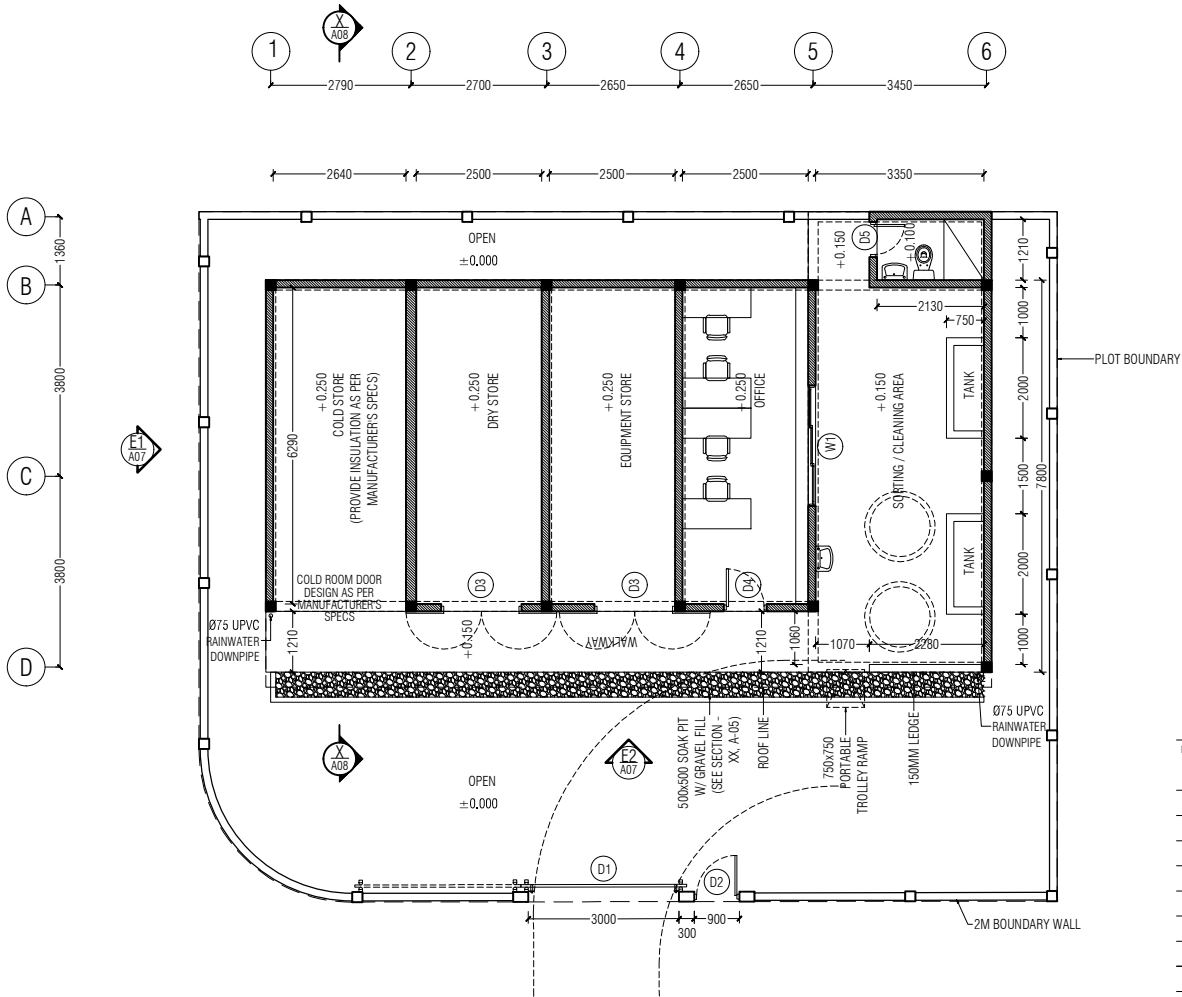 X
A08
1
2
3
4
5
6
2790
2700
2650
2650
3450
2640
2500
2500
2500
3350
A
B
C
D
1360
3800
3800
OPEN
±0.000
D5
+0.150
+0.100
1210
2130
750
1000
2000
1500
2000
1000
7800
PLOT BOUNDARY
E1
A07
6290
+0.250
COLD STORE
(PROVIDE INSULATION AS PER
MANUFACTURER'S SPECS)
+0.250
DRY STORE
+0.250
EQUIPMENT STORE
+0.250
OFFICE
W1
+0.150
SORTING / CLEANING AREA
TANK
TANK
COLD ROOM DOOR
DESIGN AS PER
MANUFACTURER'S
SPECS
D3
D3
D4
Ø75 UPVC
RAINWATER
DOWNPIPE
1210
+0.150
WALKWAY
1210
1060
1070
2280
X
A08
E2
A07
500x500 SOAK PIT
W/ GRAVEL FILL
(SEE SECTION -
XX, A-05)
ROOF LINE
750x750
PORTABLE
TROLLEY RAMP
150MM LEDGE
Ø75 UPVC
RAINWATER
DOWNPIPE
OPEN
±0.000
D1
D2
3000
300
900
2M BOUNDARY WALL